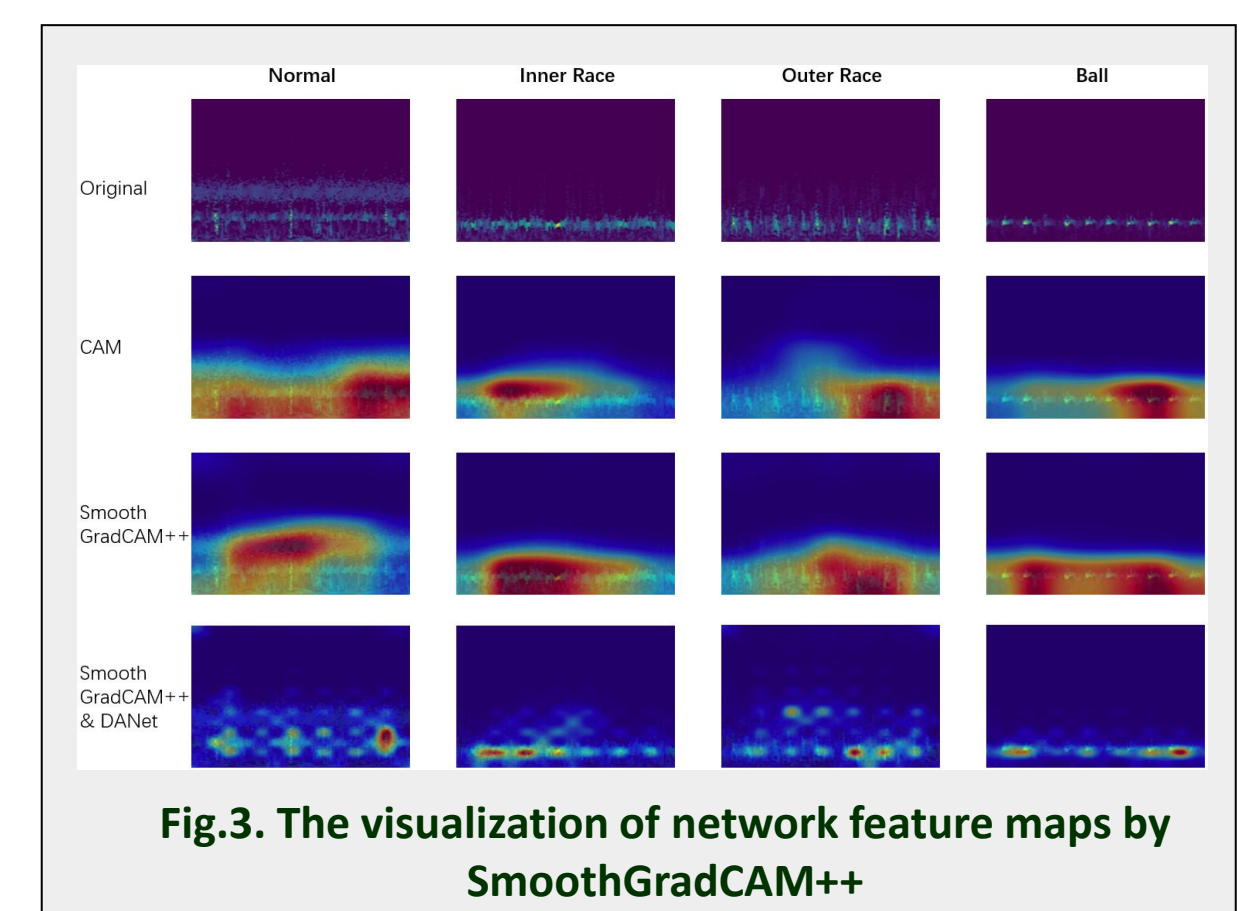 Normal Inner Race Outer Race Ball
Original
CAM
Smooth
GradCAM++
Smooth
GradCAM++
& DANet
Fig.3. The visualization of network feature maps by
SmoothGradCAM++